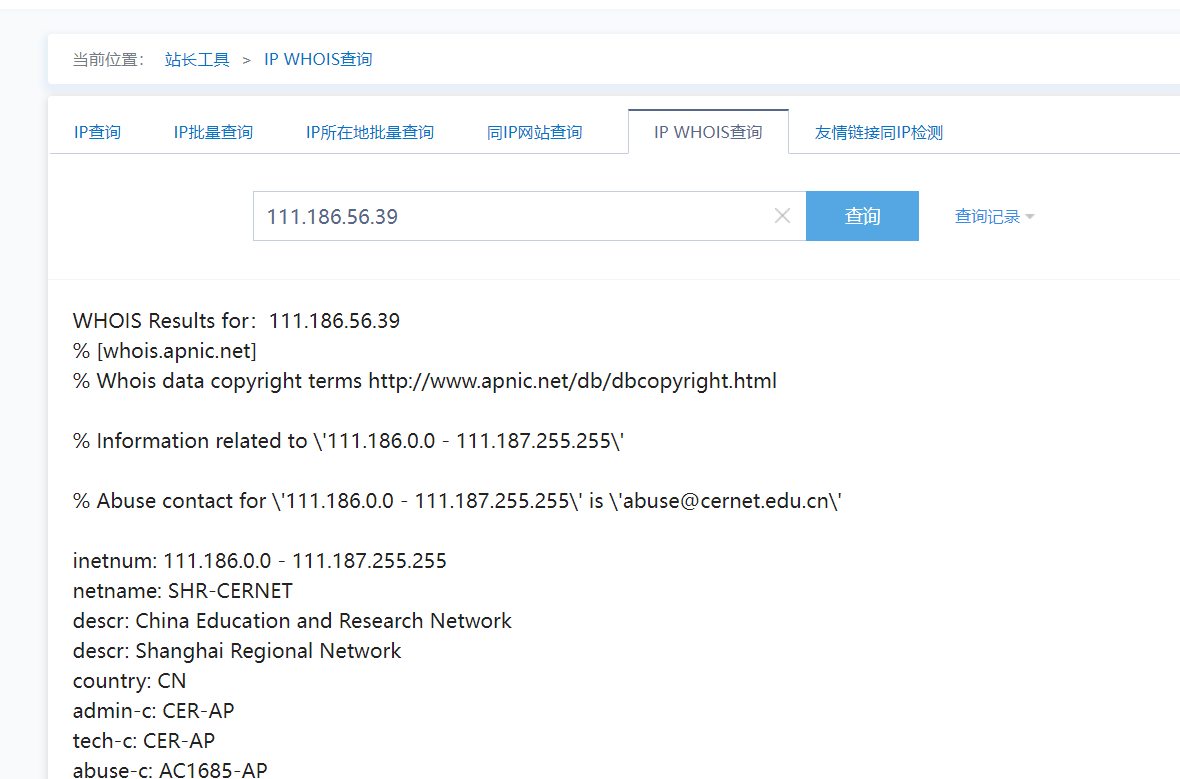 当前位置： 站长工具 > IP WHOIS查询
IP查询 IP批量查询 IP所在地批量查询 同IP网站查询 IP WHOIS查询 友情链接同IP检测
111.186.56.39 查询 查询记录
WHOIS Results for：111.186.56.39
% [whois.apnic.net]
% Whois data copyright terms http://www.apnic.net/db/dbcopyright.html
% Information related to \'111.186.0.0 - 111.187.255.255\'
% Abuse contact for \'111.186.0.0 - 111.187.255.255\' is \'abuse@cernet.edu.cn\'
inetnum: 111.186.0.0 - 111.187.255.255
netname: SHR-CERNET
descr: China Education and Research Network
descr: Shanghai Regional Network
country: CN
admin-c: CER-AP
tech-c: CER-AP
abuse-c: AC1685-AP